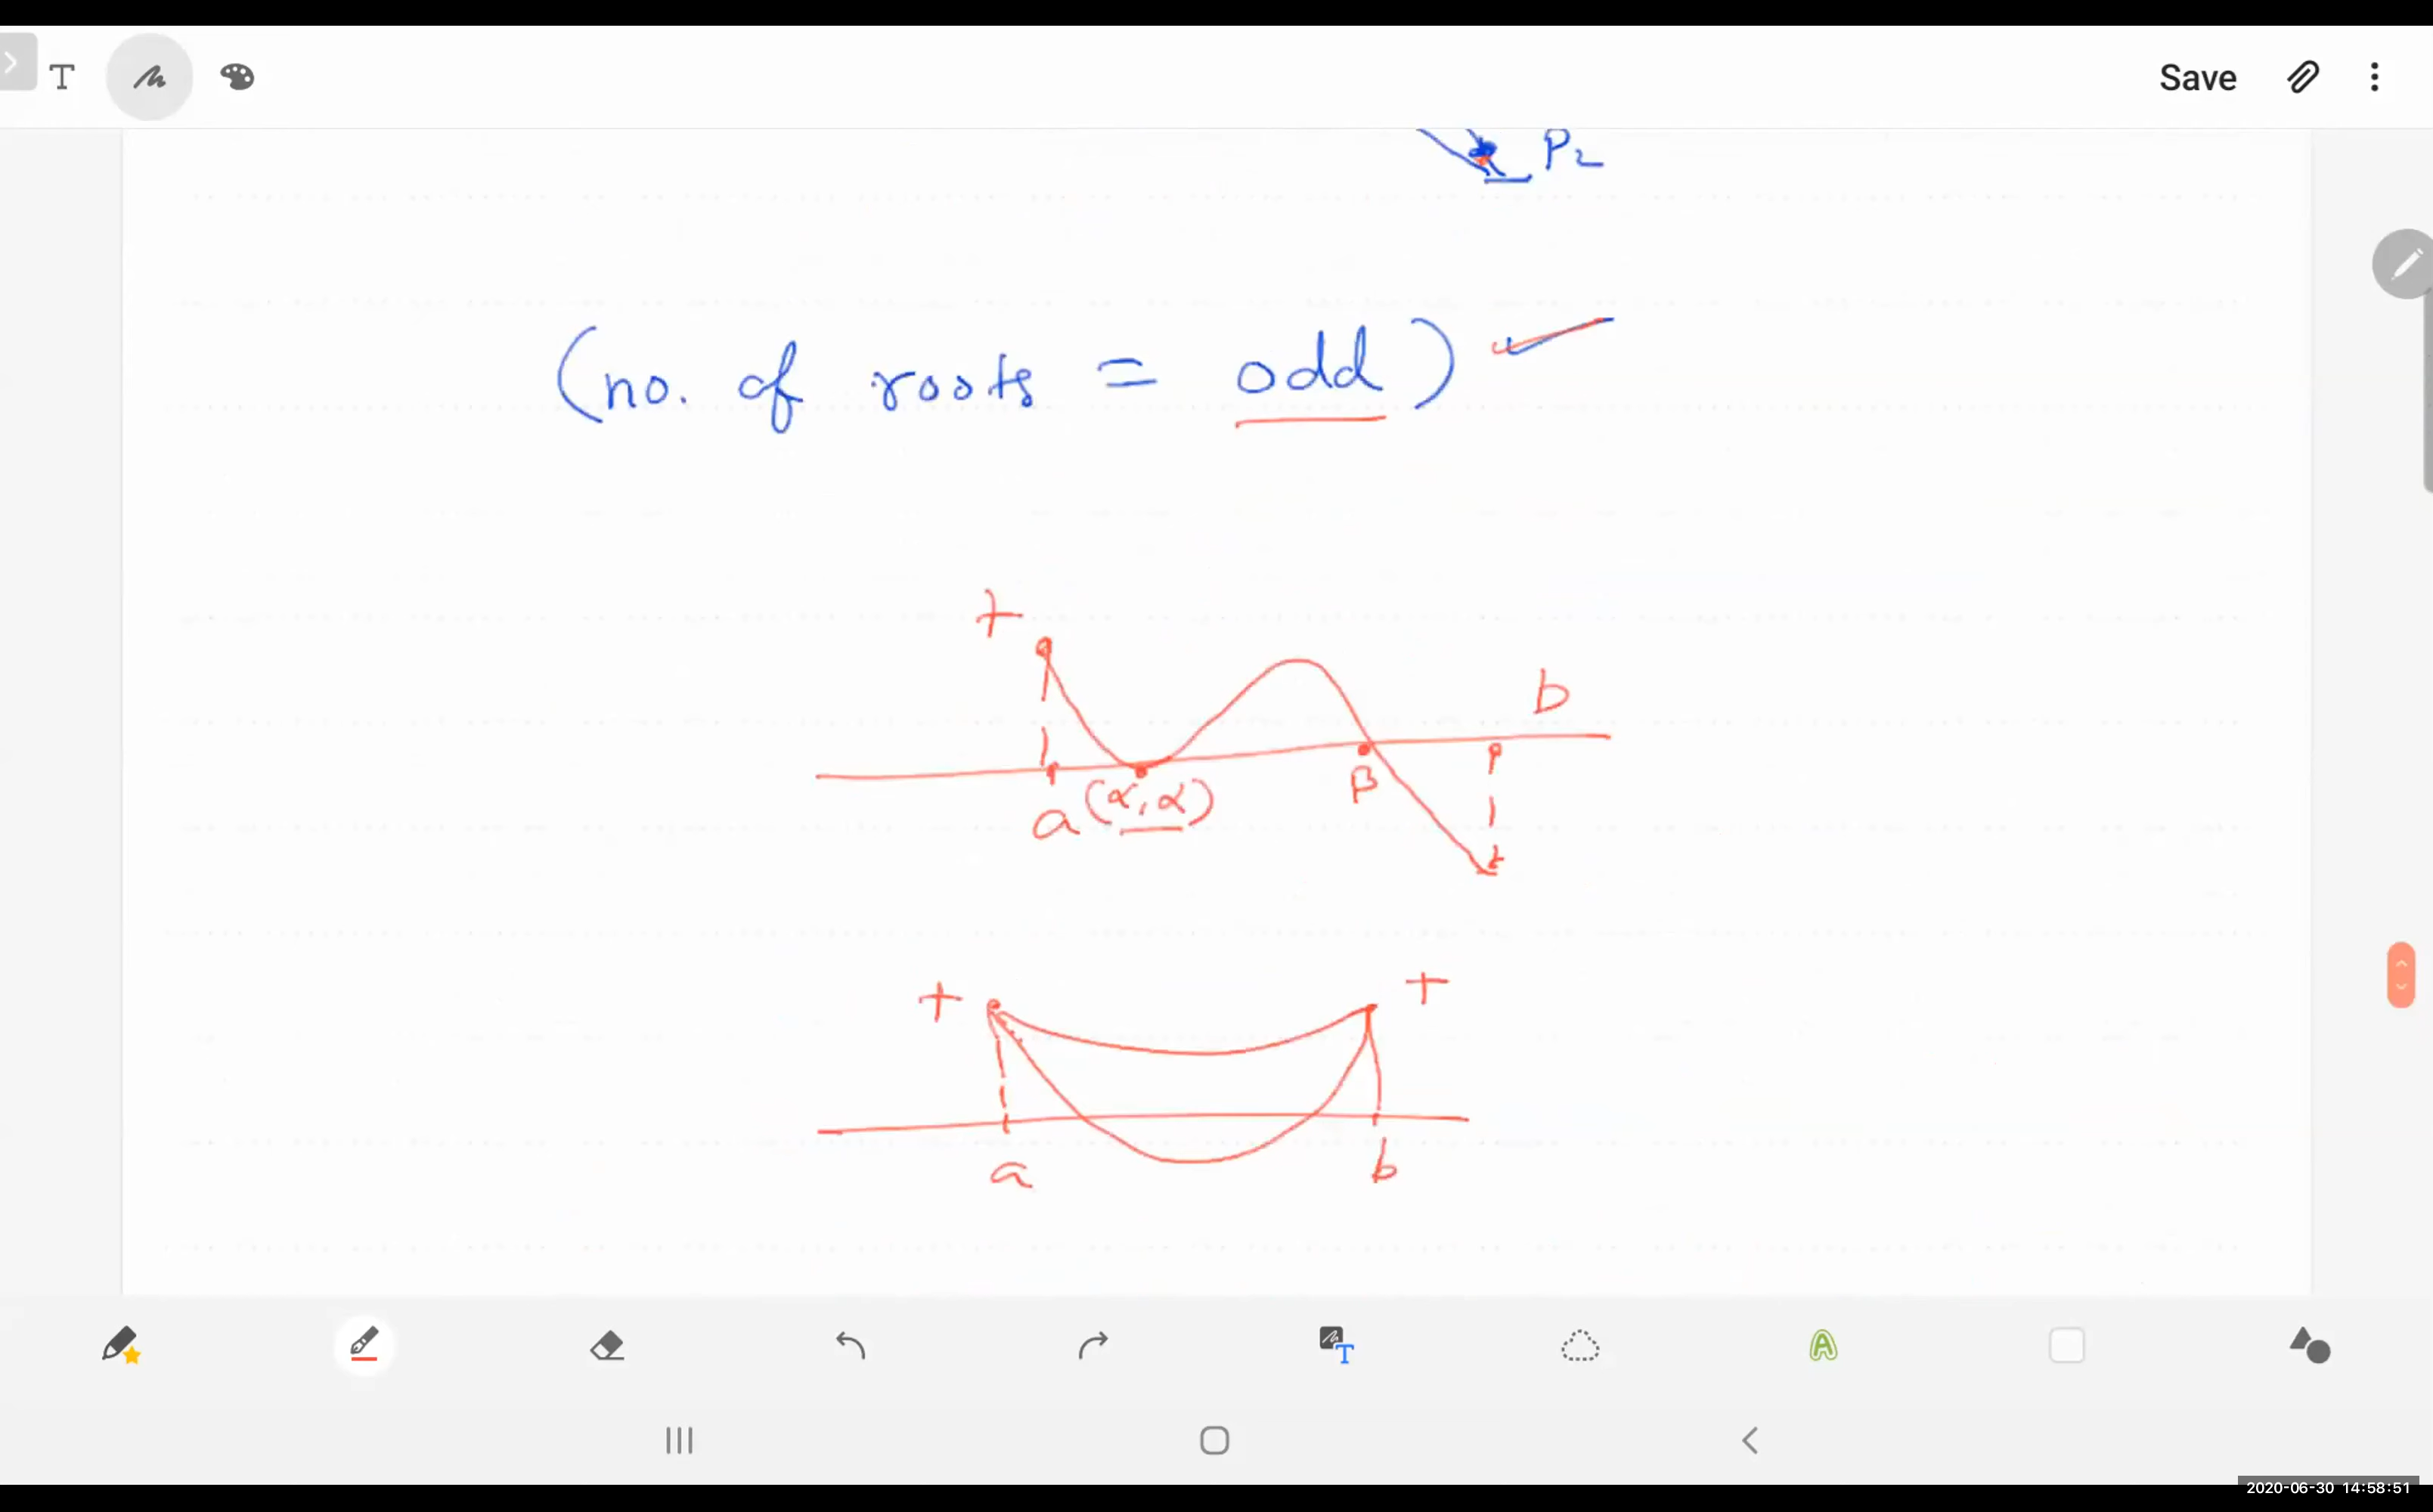 T
Save
P2
(no. of roots = odd)
+
b
β
a (α, α)
+ +
a b
T
A
2020-06-30 14:58:51